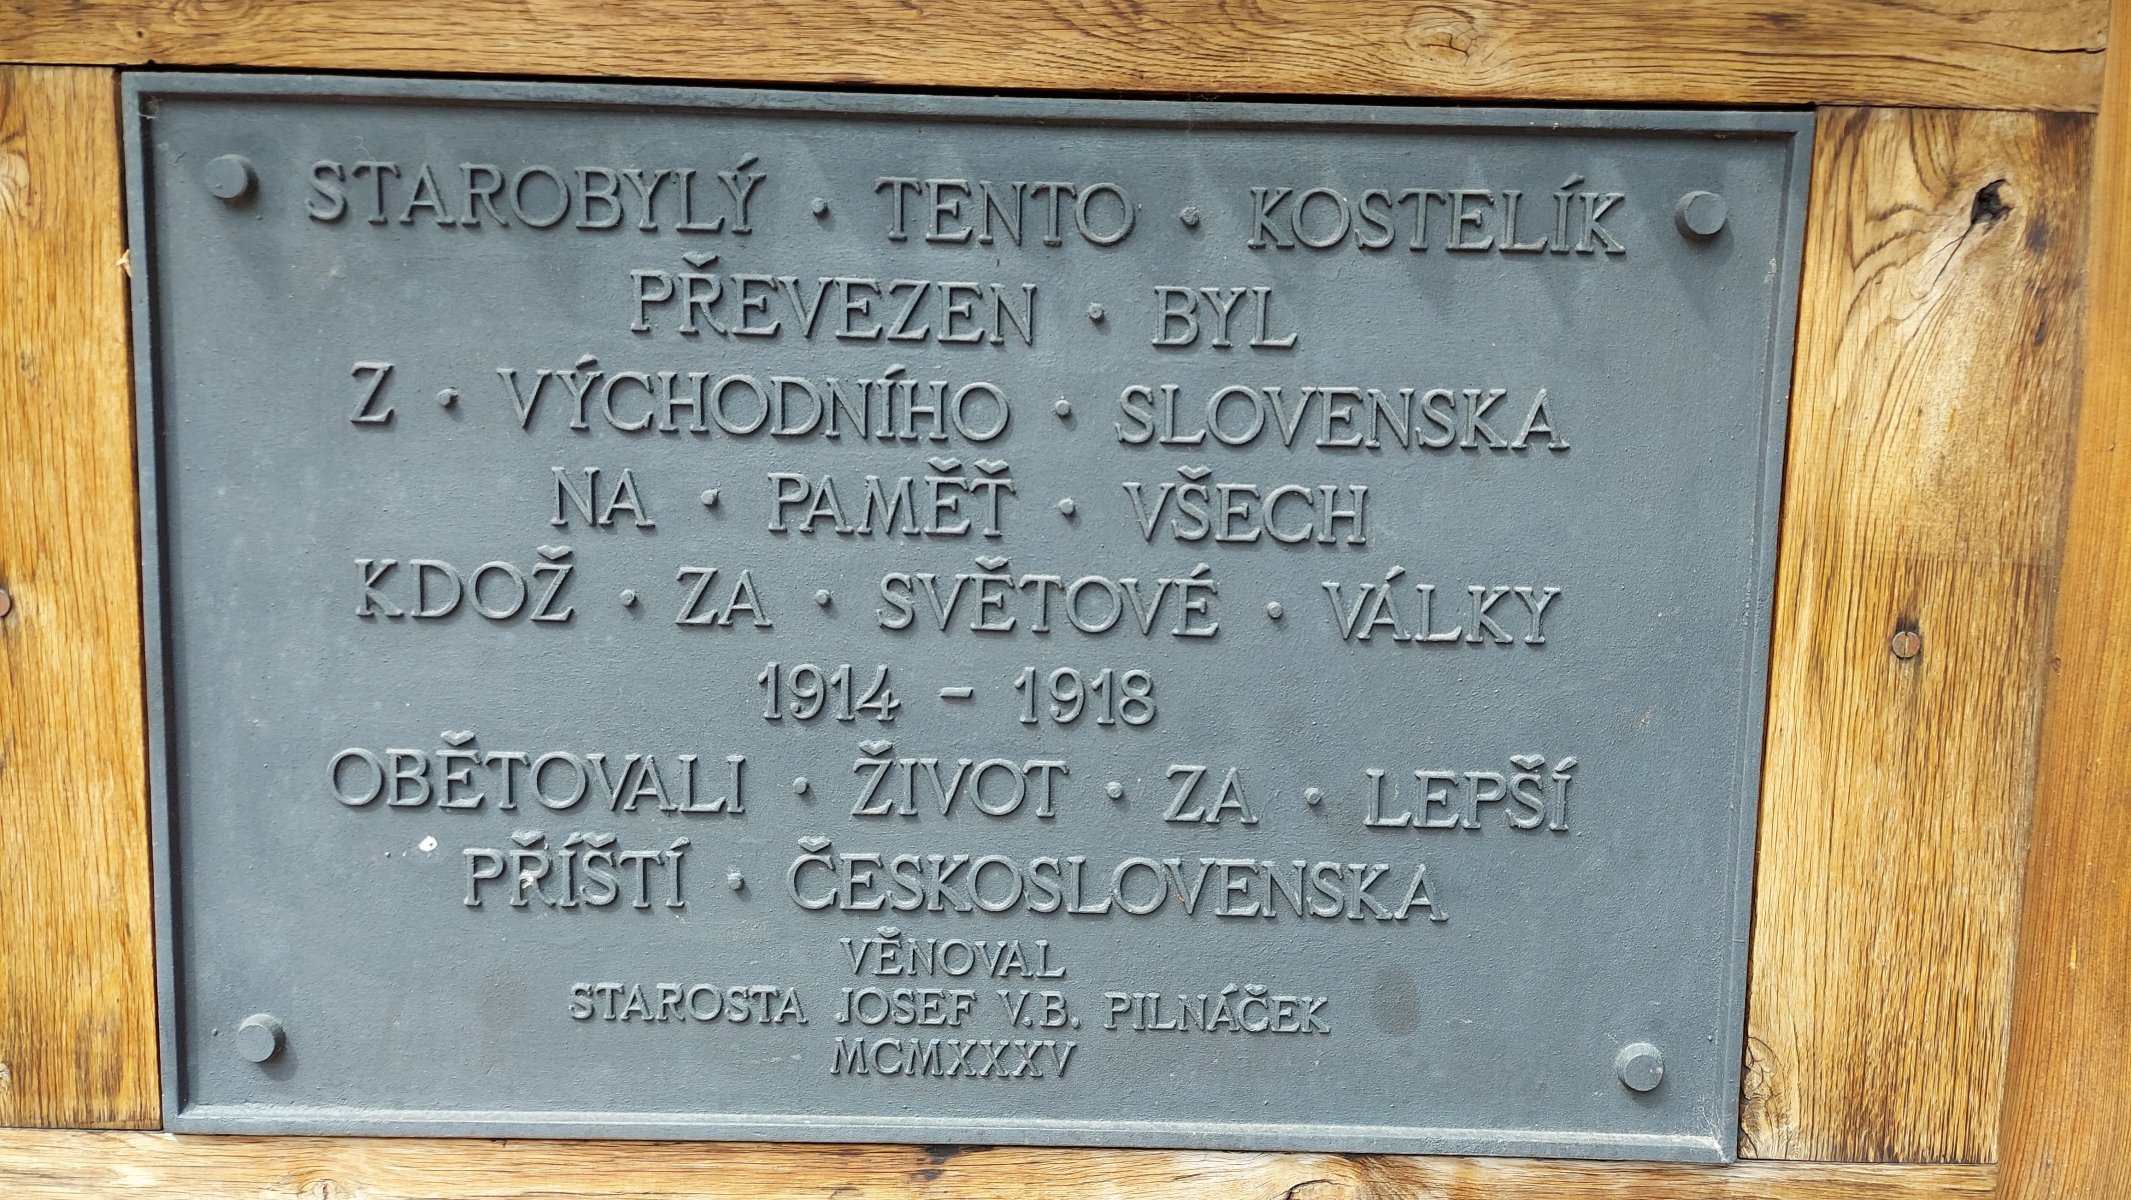 STAROBYLÝ · TENTO · KOSTELÍK
PŘEVEZEN · BYL
Z · VÝCHODNÍHO · SLOVENSKA
NA · PAMĚŤ · VŠECH
KDOŽ · ZA · SVĚTOVÉ · VÁLKY
1914 - 1918
OBĚTOVALI · ŽIVOT · ZA · LEPŠÍ
PŘÍŠTÍ · ČESKOSLOVENSKA
VĚNOVAL
STAROSTA JOSEF V.B. PILNÁČEK
MCMXXXV